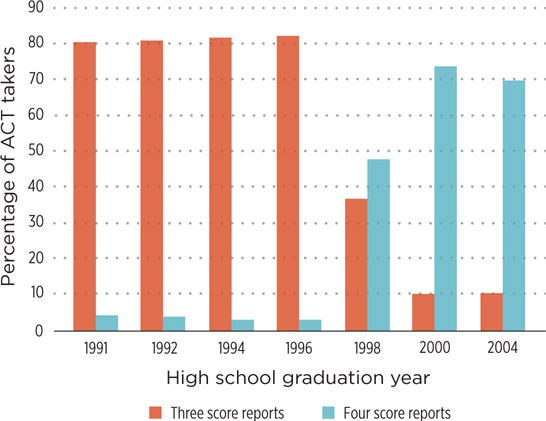 90
80
70
60
50
40
30
20
10
0
Percentage of ACT takers
1991 1992 1994 1996 1998 2000 2004
High school graduation year
Three score reports Four score reports